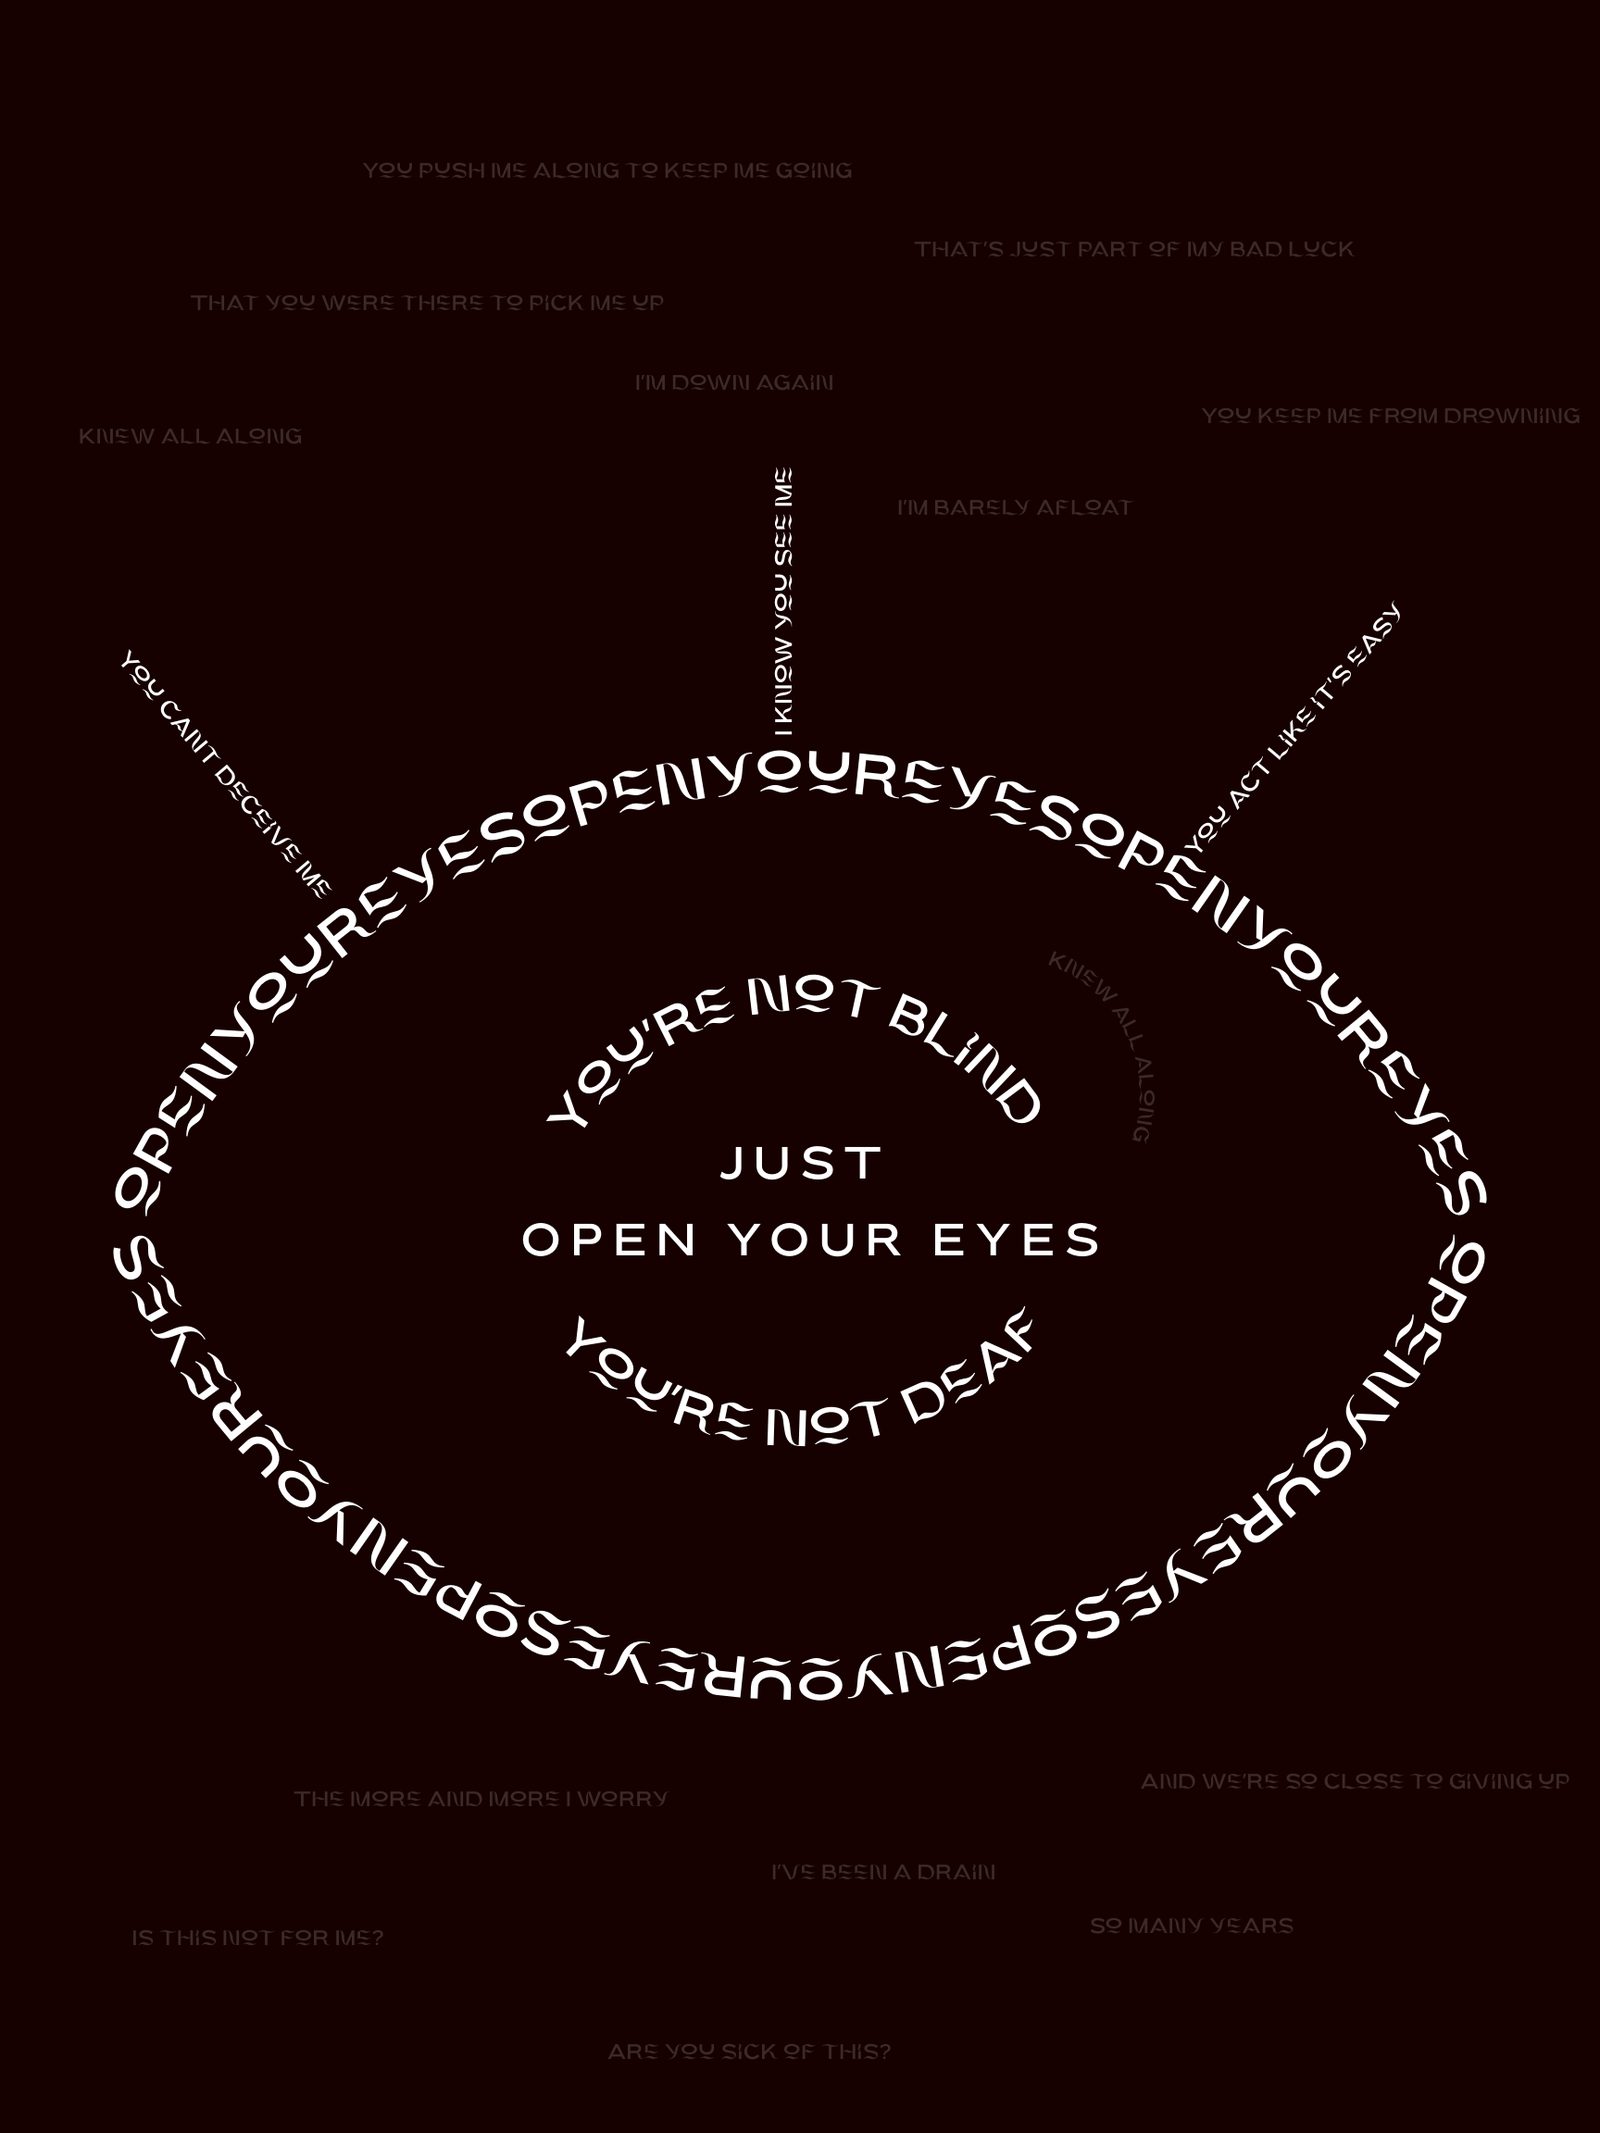 YOU PUSH ME ALONG TO KEEP ME GOING
THAT'S JUST PART OF MY BAD LUCK
THAT YOU WERE THERE TO PICK ME UP
I'M DOWN AGAIN
YOU KEEP ME FROM DROWNING
KNEW ALL ALONG
I'M BARELY AFLOAT
YOU CAN'T DECEIVE ME
I KNOW YOU SEE ME
YOU ACT LIKE IT'S EASY
OPENYOUREYESOPENYOUREYESOPENYOUREYES
OPENYOUREYESOPENYOUREYESOPENYOUREYES
YOU'RE NOT BLIND
KNEW ALL ALONG
JUST
OPEN YOUR EYES
YOU'RE NOT DEAF
AND WE'RE SO CLOSE TO GIVING UP
THE MORE AND MORE I WORRY
I'VE BEEN A DRAIN
SO MANY YEARS
IS THIS NOT FOR ME?
ARE YOU SICK OF THIS?